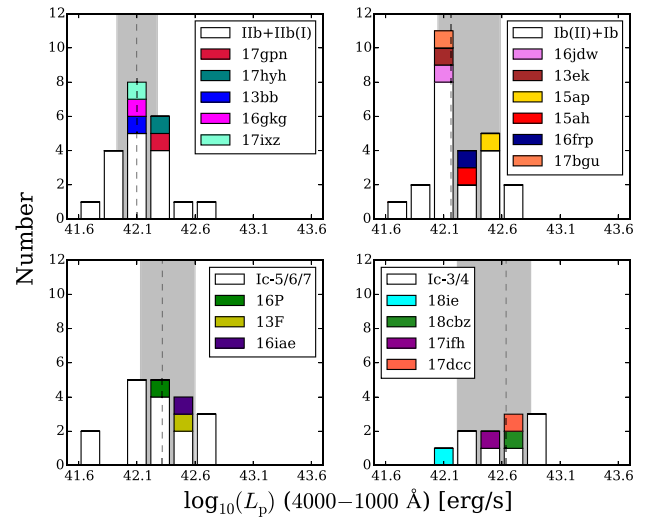 12
10
8
6
4
2
0
IIb+IIb(I)
17gpn
17hyh
13bb
16gkg
17ixz
41.6 42.1 42.6 43.1 43.6
12
10
8
6
4
2
0
Ib(II)+Ib
16jdw
13ek
15ap
15ah
16frp
17bgu
41.6 42.1 42.6 43.1 43.6
Number
12
10
8
6
4
2
0
Ic-5/6/7
16P
13F
16iae
41.6 42.1 42.6 43.1 43.6
12
10
8
6
4
2
0
Ic-3/4
18ie
18cbz
17ifh
17dcc
41.6 42.1 42.6 43.1 43.6
log₁₀(Lₚ) (4000−1000 Å) [erg/s]